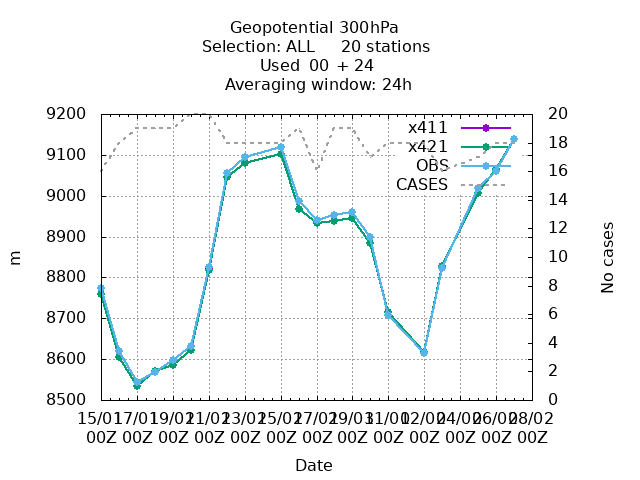 Geopotential 300hPa
Selection: ALL 20 stations
Used 00 + 24
Averaging window: 24h
9200
9100
9000
8900
8800
8700
8600
8500
m
x411
x421
OBS
CASES
20
18
16
14
12
10
8
6
4
2
0
No cases
15/01 17/01 19/01 21/01 23/01 25/01 27/01 29/01 31/01 02/02 04/02 06/02 08/02
00Z 00Z 00Z 00Z 00Z 00Z 00Z 00Z 00Z 00Z 00Z 00Z 00Z
Date